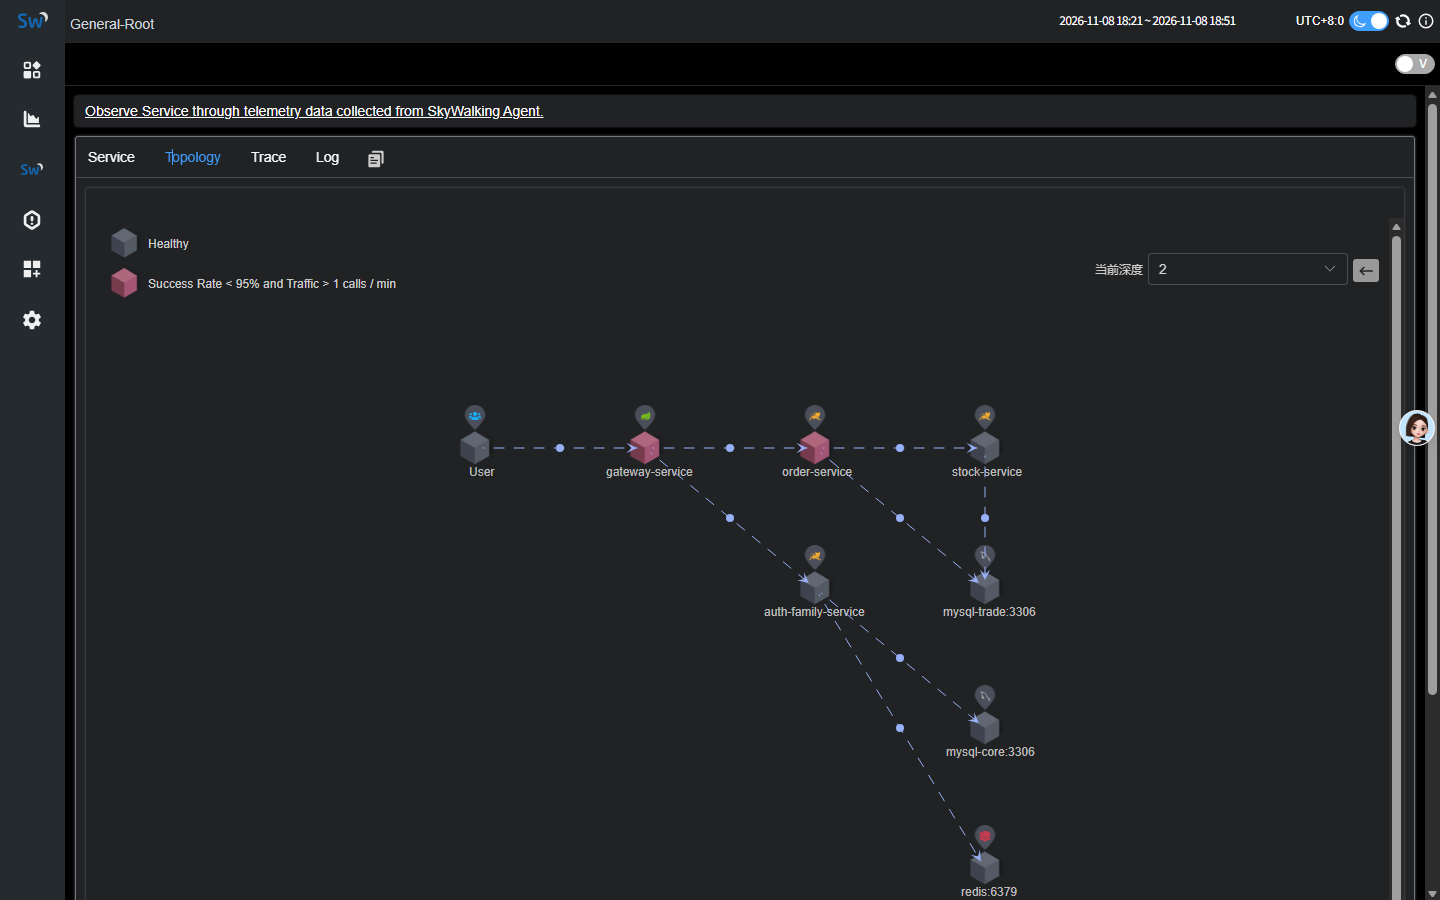 Sw
General-Root
2026-11-08 18:21 ~ 2026-11-08 18:51
UTC+8:0
V
Observe Service through telemetry data collected from SkyWalking Agent.
Service
Topology
Trace
Log
Sw
Healthy
Success Rate < 95% and Traffic > 1 calls / min
当前深度
2
User
gateway-service
order-service
stock-service
auth-family-service
mysql-trade:3306
mysql-core:3306
redis:6379